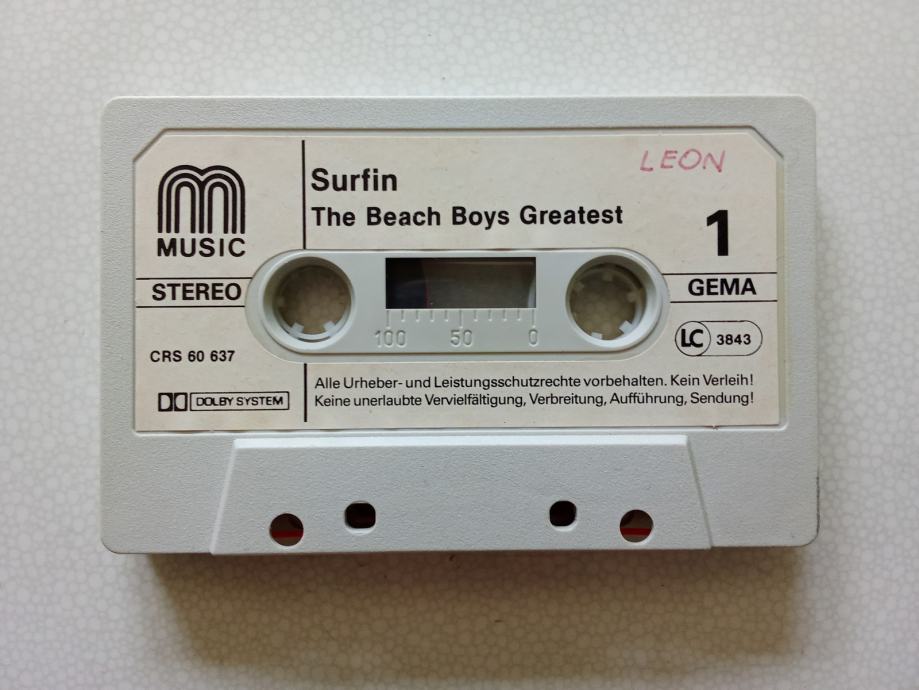 LEON
Surfin
The Beach Boys Greatest
1
MUSIC
STEREO
GEMA
100 50 0
CRS 60 637
LC 3843
DOLBY SYSTEM
Alle Urheber- und Leistungsschutzrechte vorbehalten. Kein Verleih!
Keine unerlaubte Vervielfältigung, Verbreitung, Aufführung, Sendung!